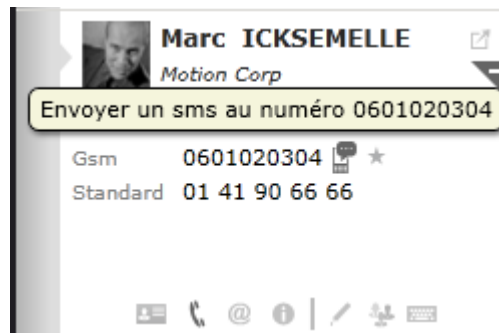 Marc ICKSEMELLE
Motion Corp
Envoyer un sms au numéro 0601020304
Gsm 0601020304
Standard 01 41 90 66 66